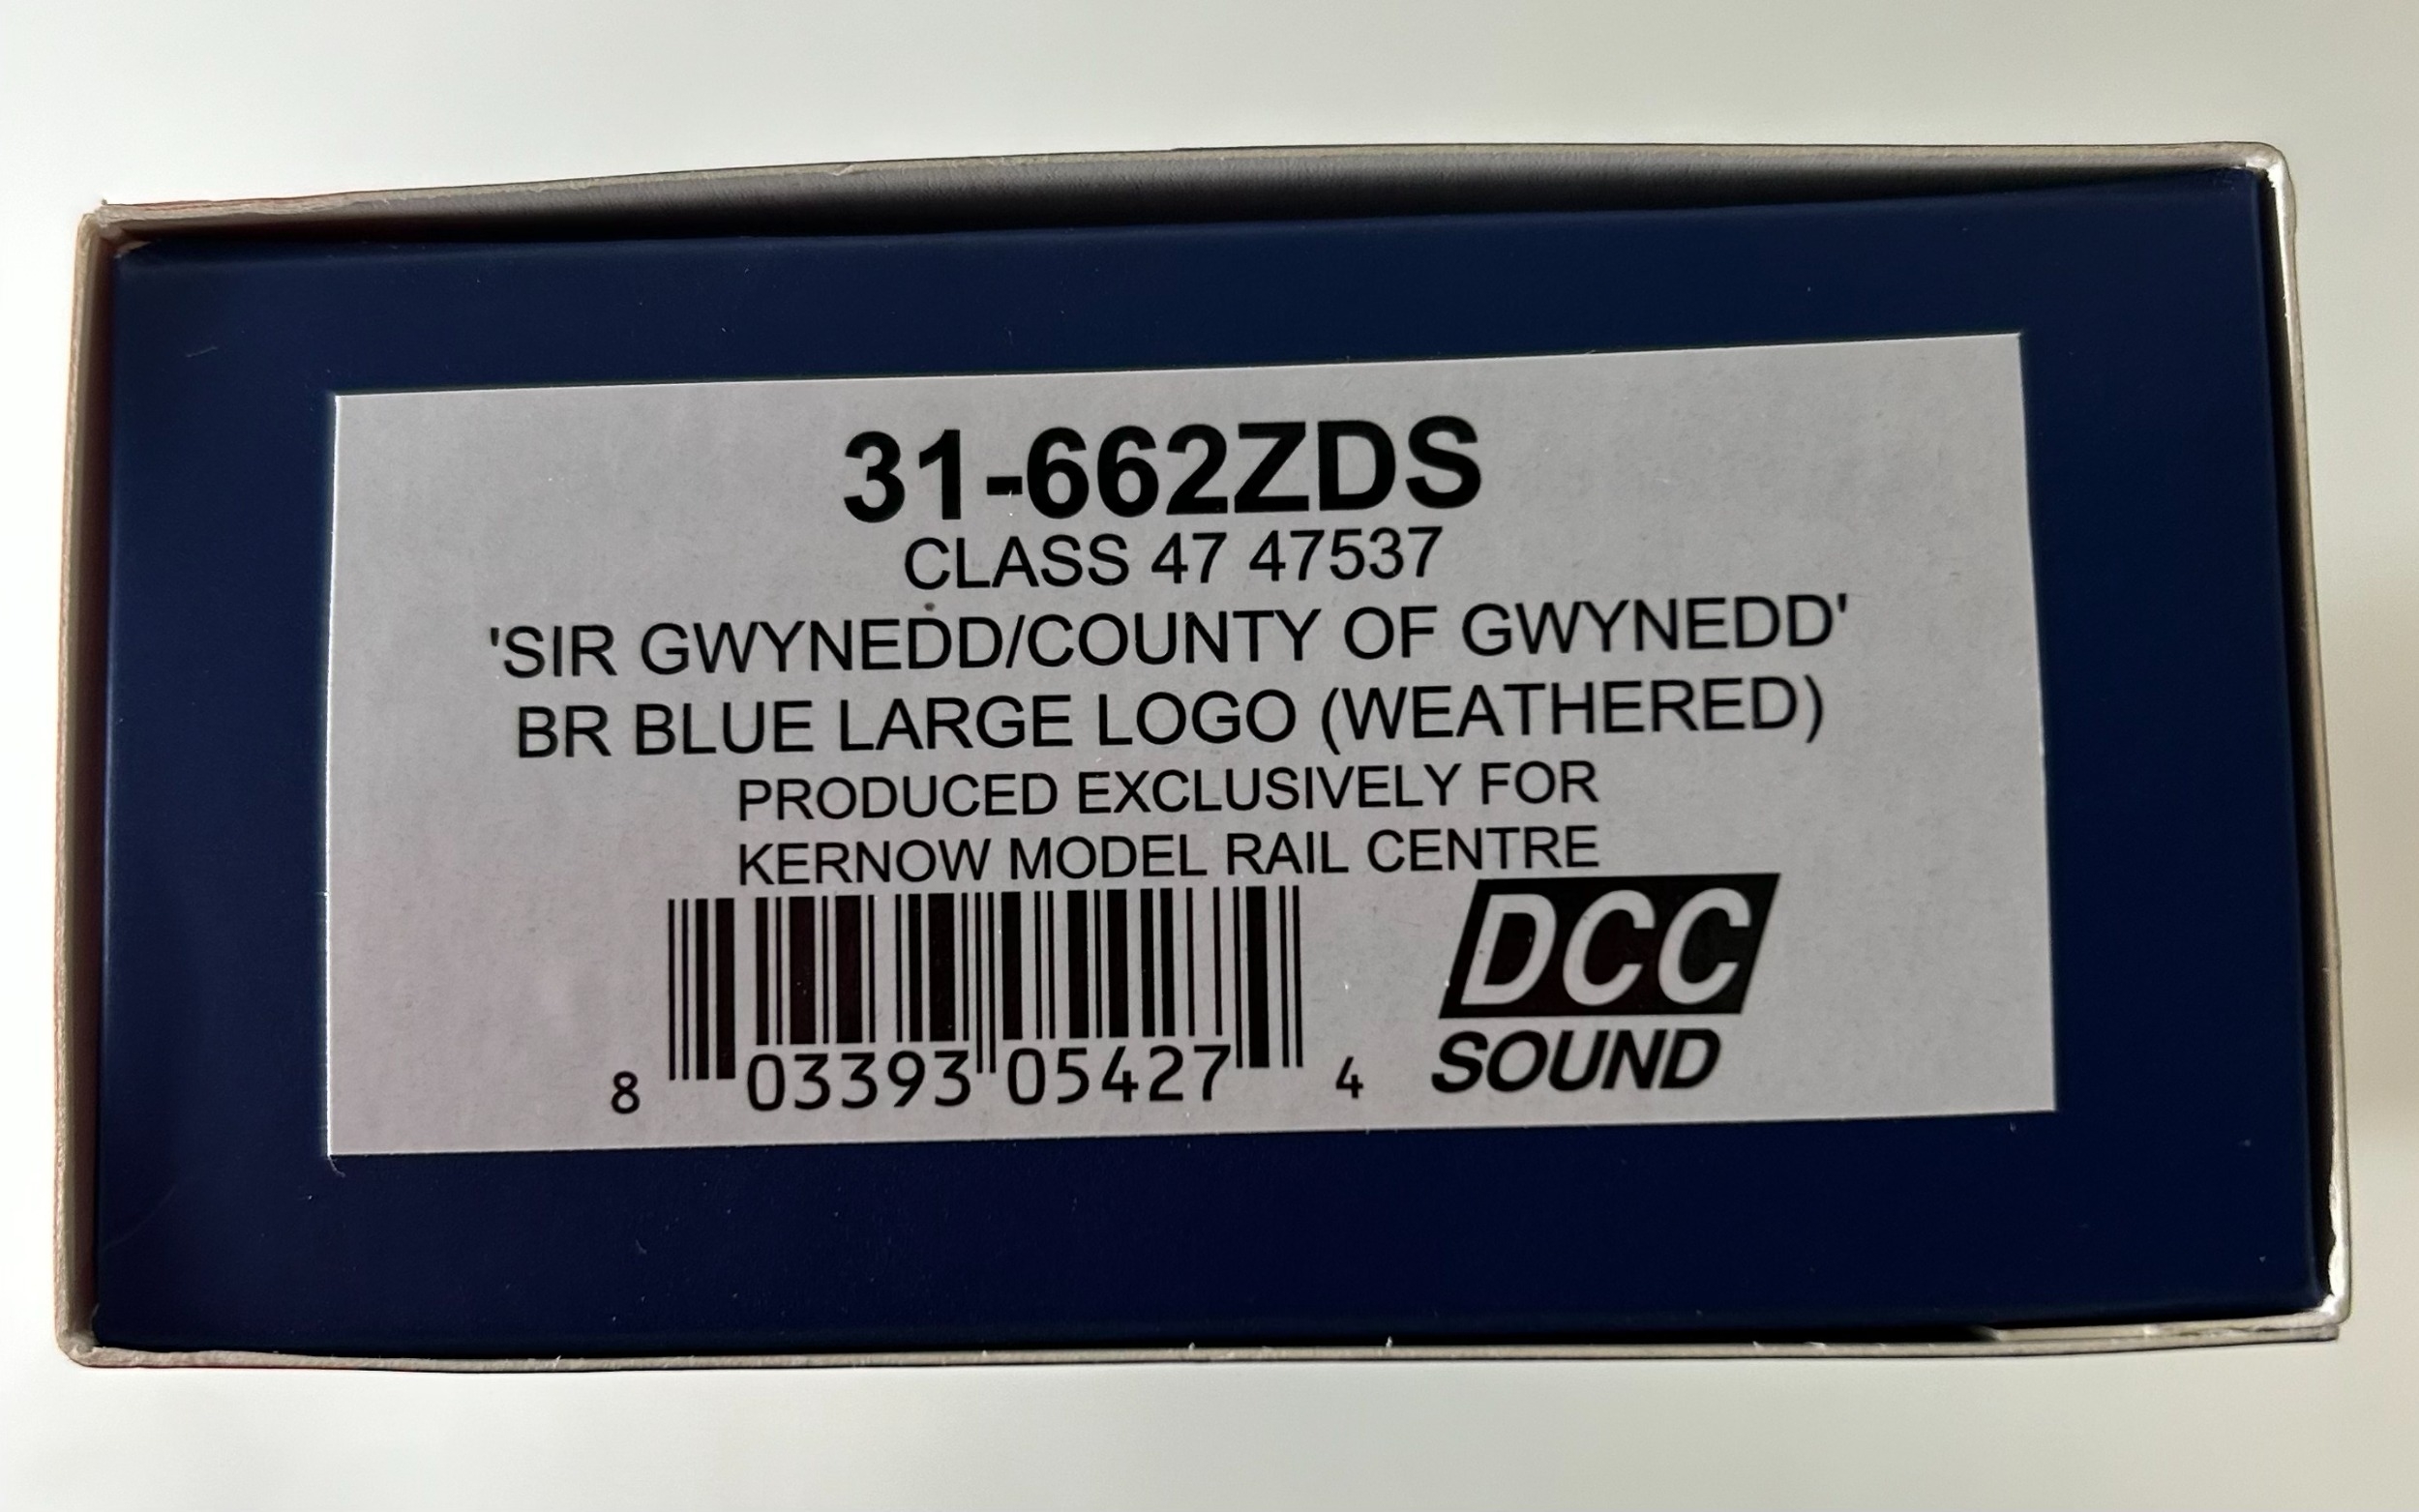 31-662ZDS
CLASS 47 47537
'SIR GWYNEDD/COUNTY OF GWYNEDD'
BR BLUE LARGE LOGO (WEATHERED)
PRODUCED EXCLUSIVELY FOR
KERNOW MODEL RAIL CENTRE
8 03393 05427 4
DCC
SOUND